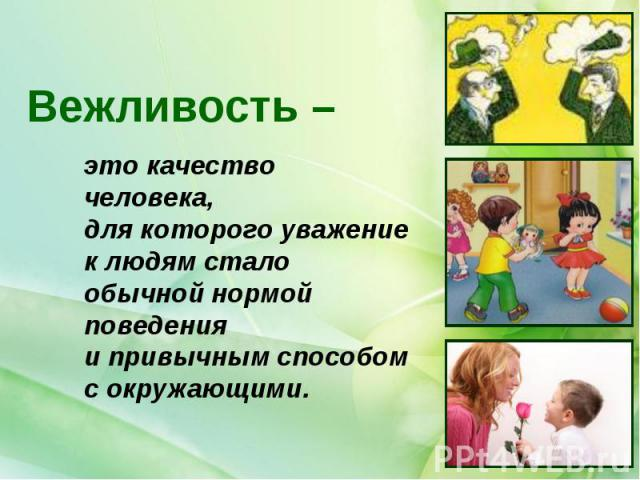 Вежливость –
это качество
человека,
для которого уважение
к людям стало
обычной нормой
поведения
и привычным способом
с окружающими.
PPt4WEB.ru